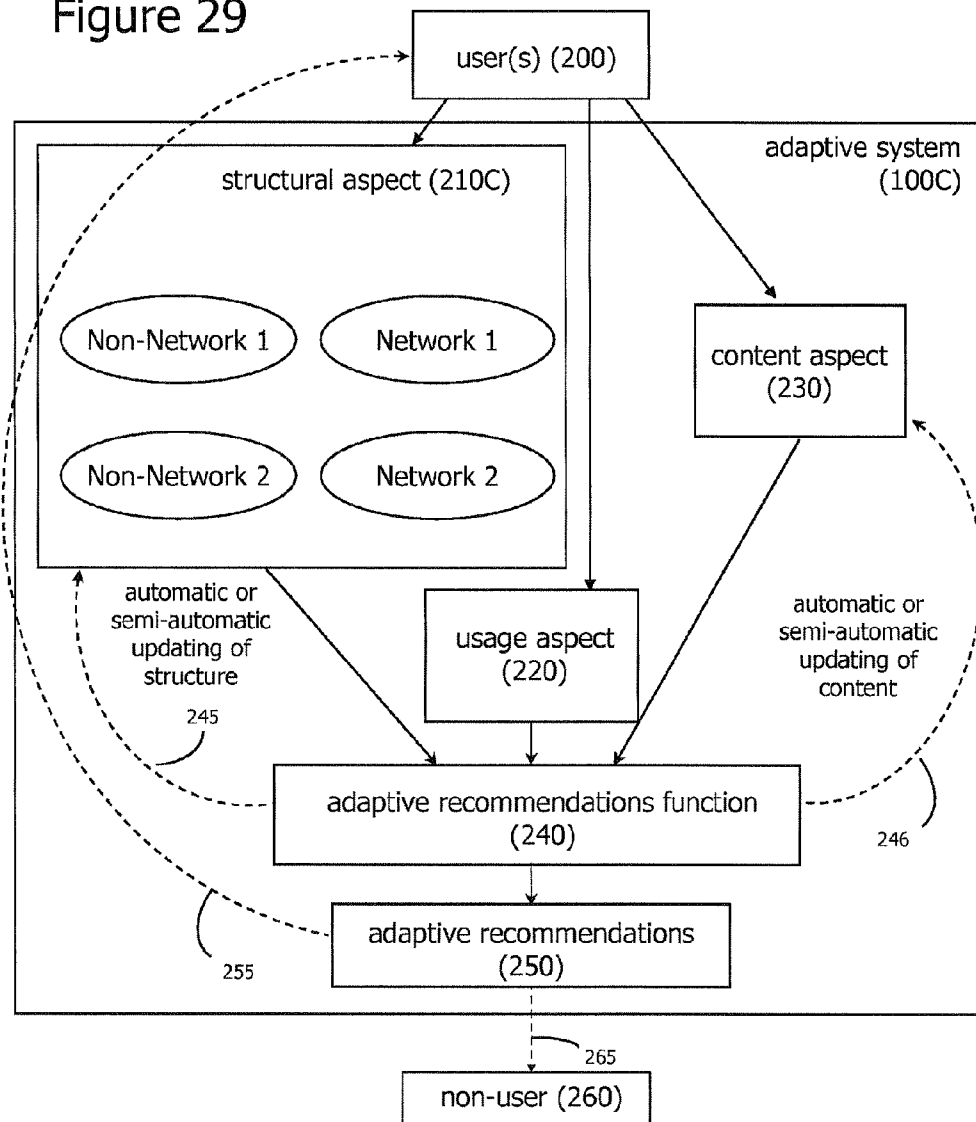 Figure 29
user(s) (200)
adaptive system
(100C)
structural aspect (210C)
Non-Network 1
Network 1
content aspect
(230)
Non-Network 2
Network 2
automatic or
semi-automatic
updating of
structure
usage aspect
(220)
automatic or
semi-automatic
updating of
content
245
adaptive recommendations function
(240)
246
adaptive recommendations
(250)
255
265
non-user (260)